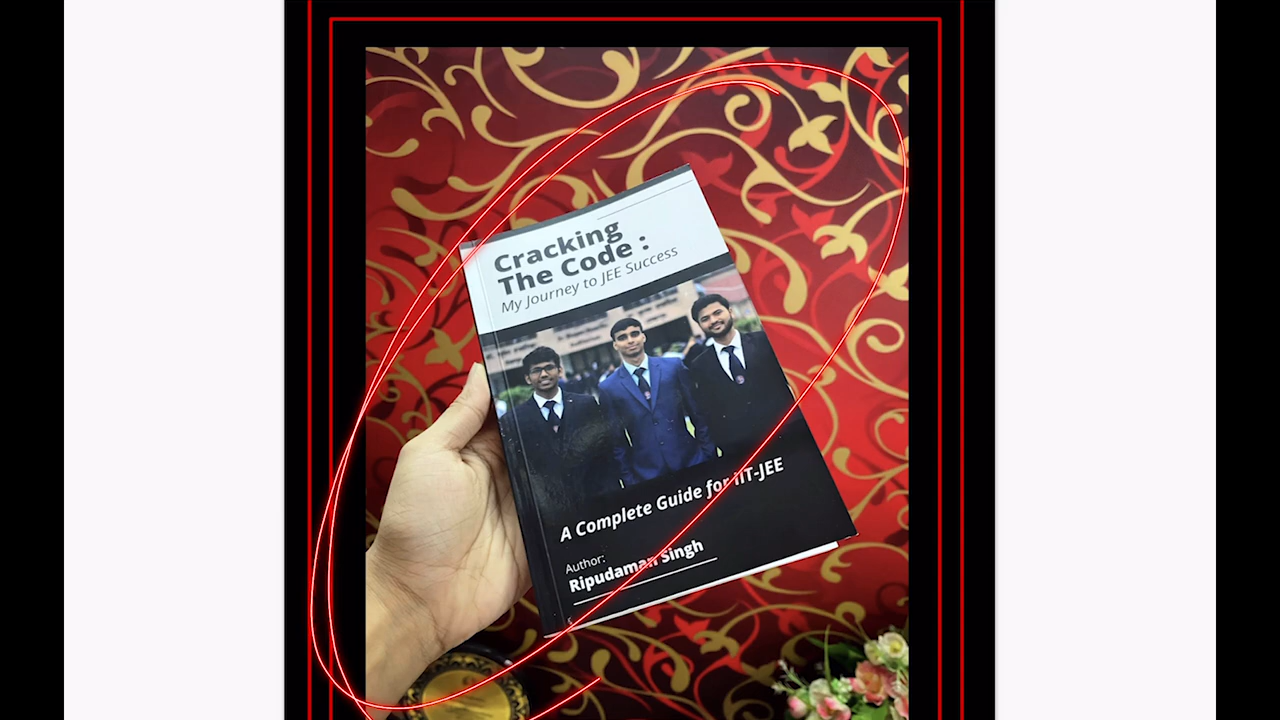 Cracking
The Code :
My Journey to JEE Success
A Complete Guide for IIT-JEE
Author:
Ripudaman Singh